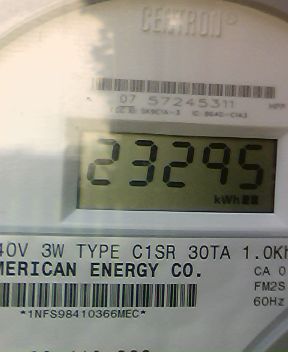 CENTRON®
07 57245311
23295
kWh
40V 3W TYPE C1SR 30TA 1.0Kh
MERICAN ENERGY CO.
CA 0
FM2S
60Hz
*1NFS98410366MEC*